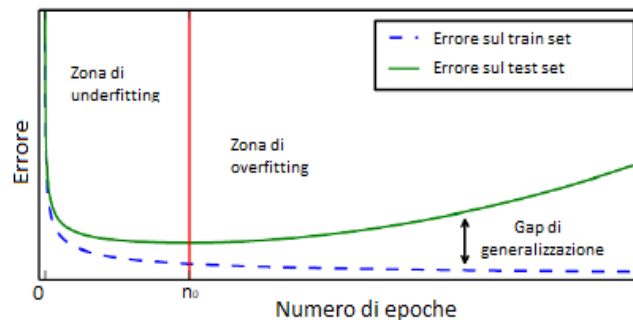 Errore sul train set
Errore sul test set
Zona di
underfitting
Zona di
overfitting
Gap di
generalizzazione
Errore
0
n₀
Numero di epoche